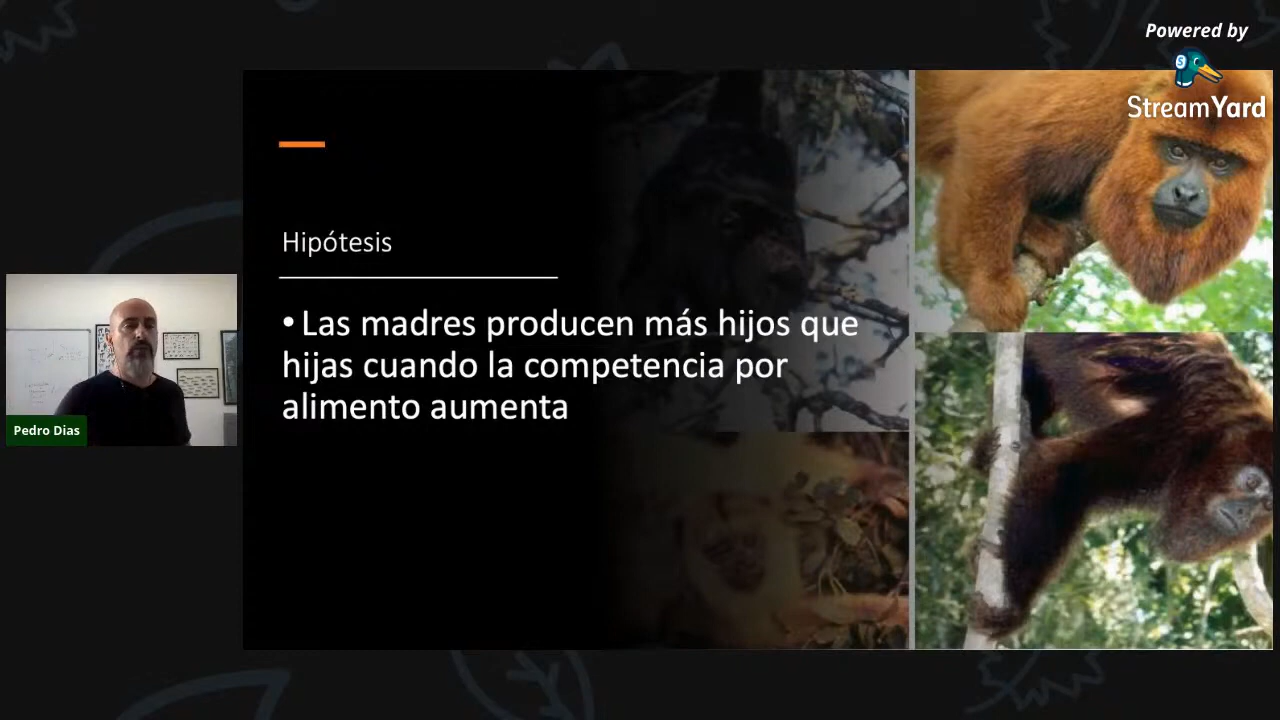 Powered by
StreamYard
Hipótesis
• Las madres producen más hijos que
hijas cuando la competencia por
alimento aumenta
Pedro Dias